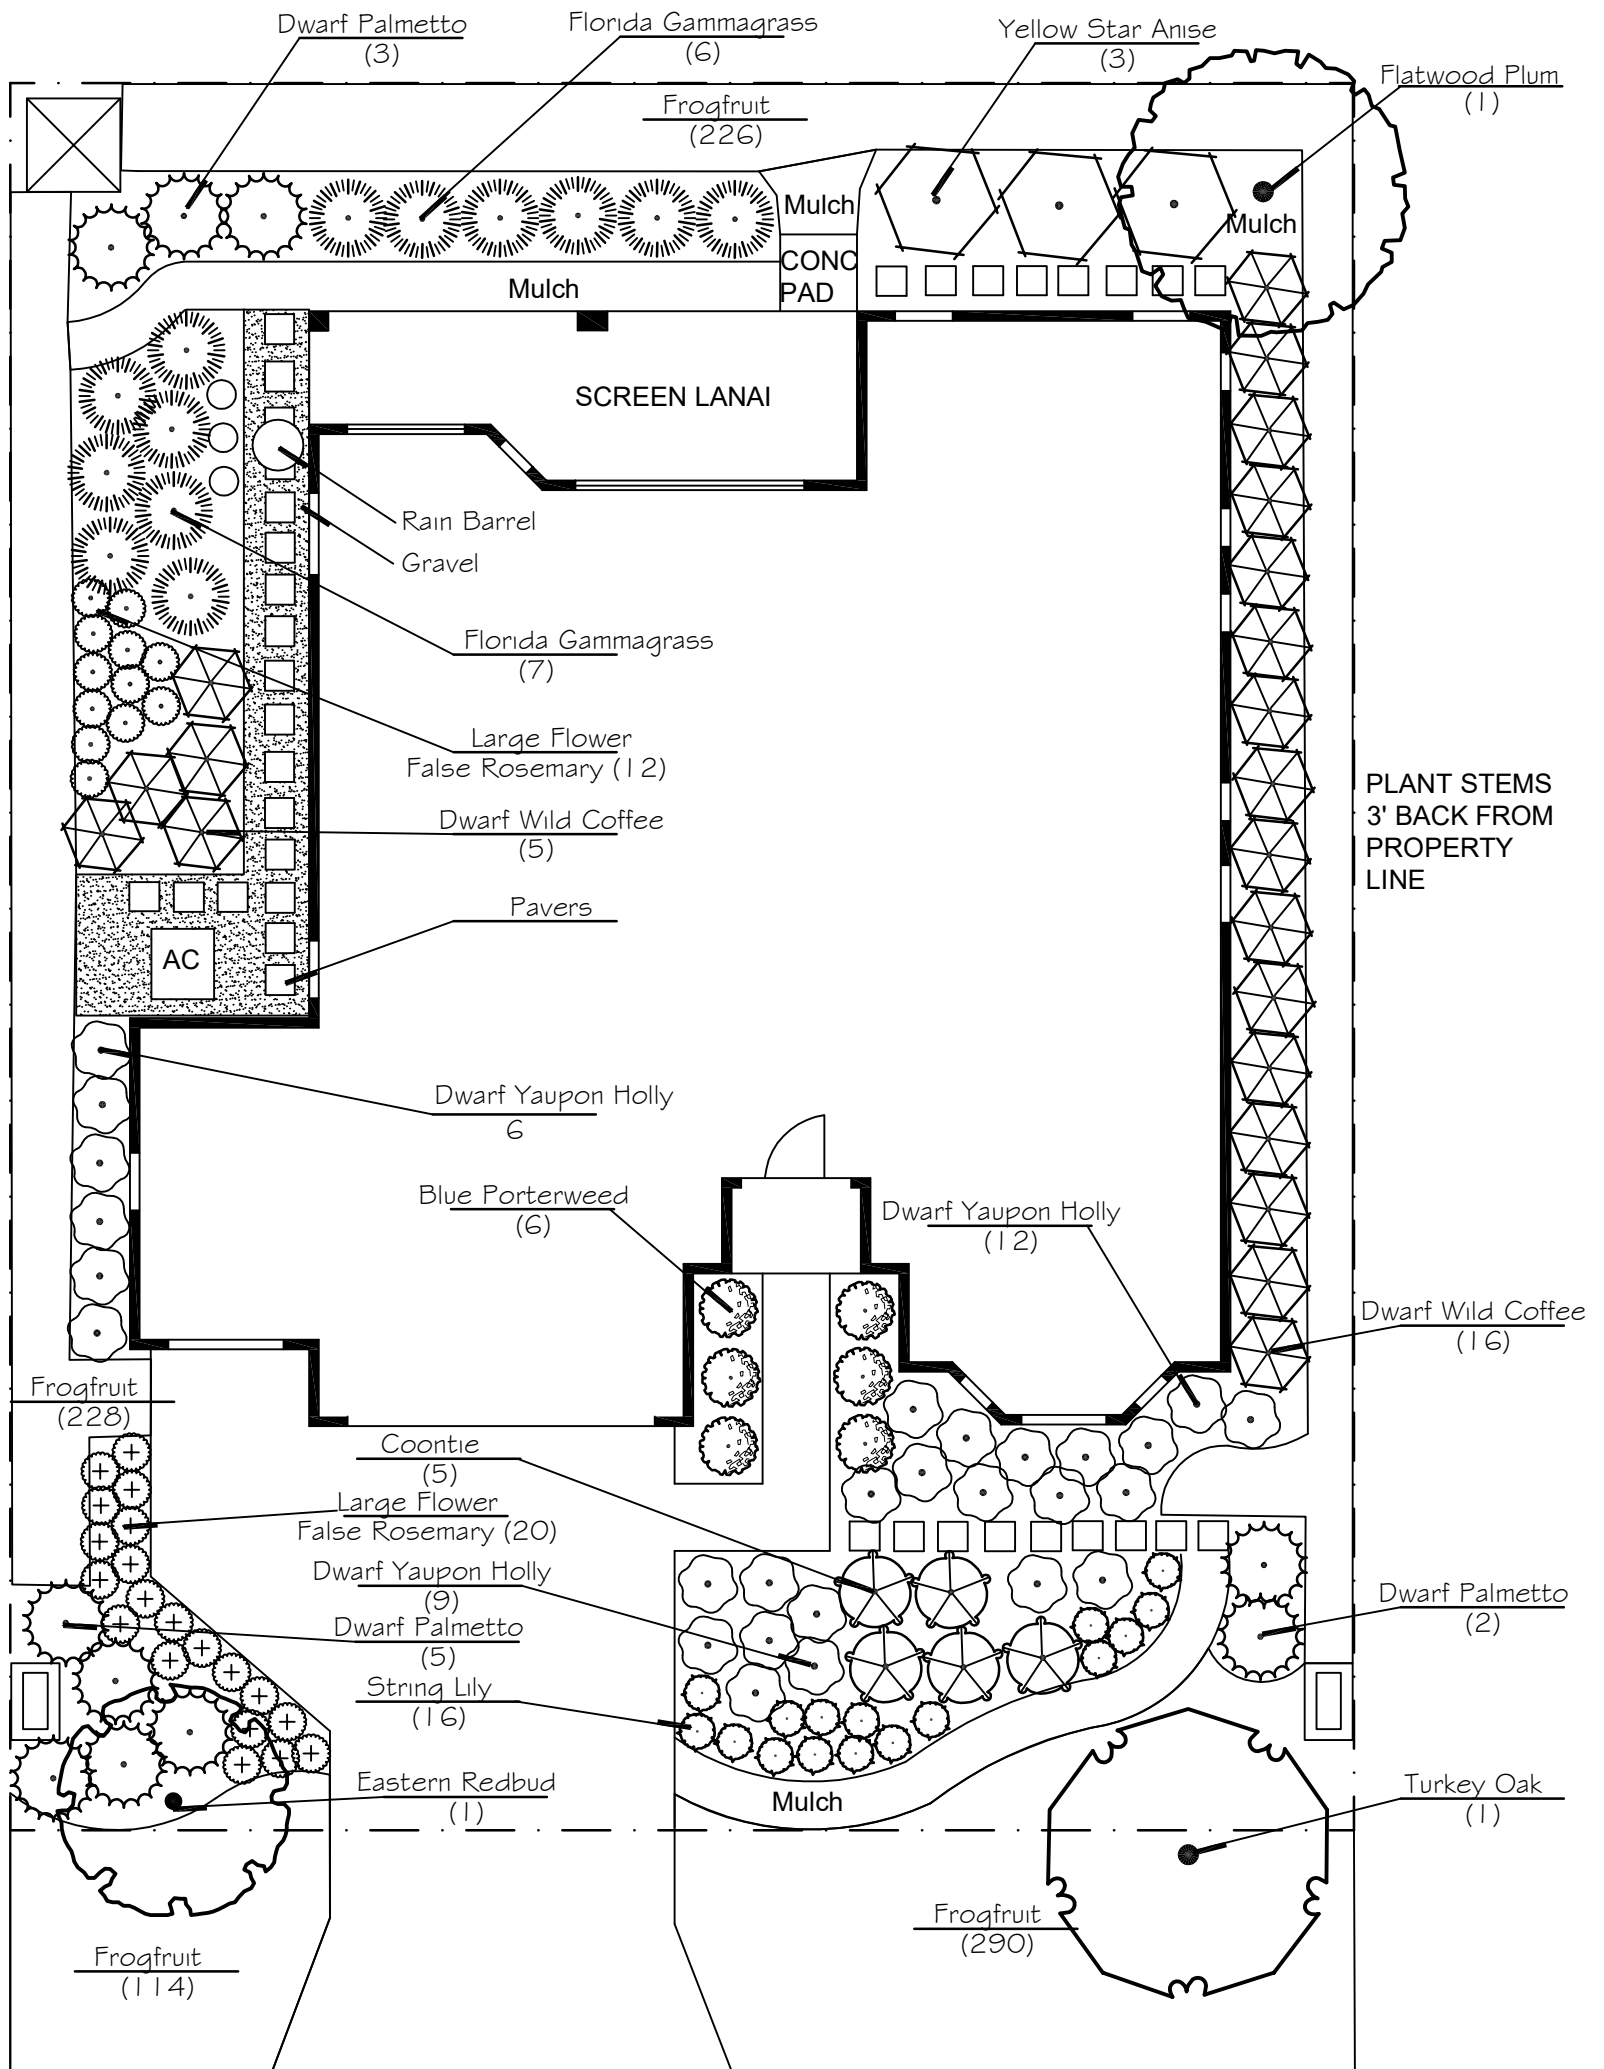 Dwarf Palmetto
(3)
Florida Gammagrass
(6)
Yellow Star Anise
(3)
Flatwood Plum
(1)
Frogfruit
(226)
Mulch
Mulch
CONC
PAD
Mulch
SCREEN LANAI
Rain Barrel
Gravel
Florida Gammagrass
(7)
Large Flower
False Rosemary (12)
Dwarf Wild Coffee
(5)
PLANT STEMS
3' BACK FROM
PROPERTY
LINE
Pavers
AC
Dwarf Yaupon Holly
6
Blue Porterweed
(6)
Dwarf Yaupon Holly
(12)
Dwarf Wild Coffee
(16)
Frogfruit
(228)
Coontie
(5)
Large Flower
False Rosemary (20)
Dwarf Yaupon Holly
(9)
Dwarf Palmetto
(5)
Dwarf Palmetto
(2)
String Lily
(16)
Eastern Redbud
(1)
Mulch
Turkey Oak
(1)
Frogfruit
(290)
Frogfruit
(114)